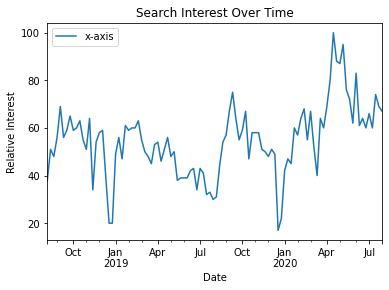 Search Interest Over Time
x-axis
Relative Interest
100
80
60
40
20
Oct Jan Apr Jul Oct Jan Apr Jul
2019 2020
Date